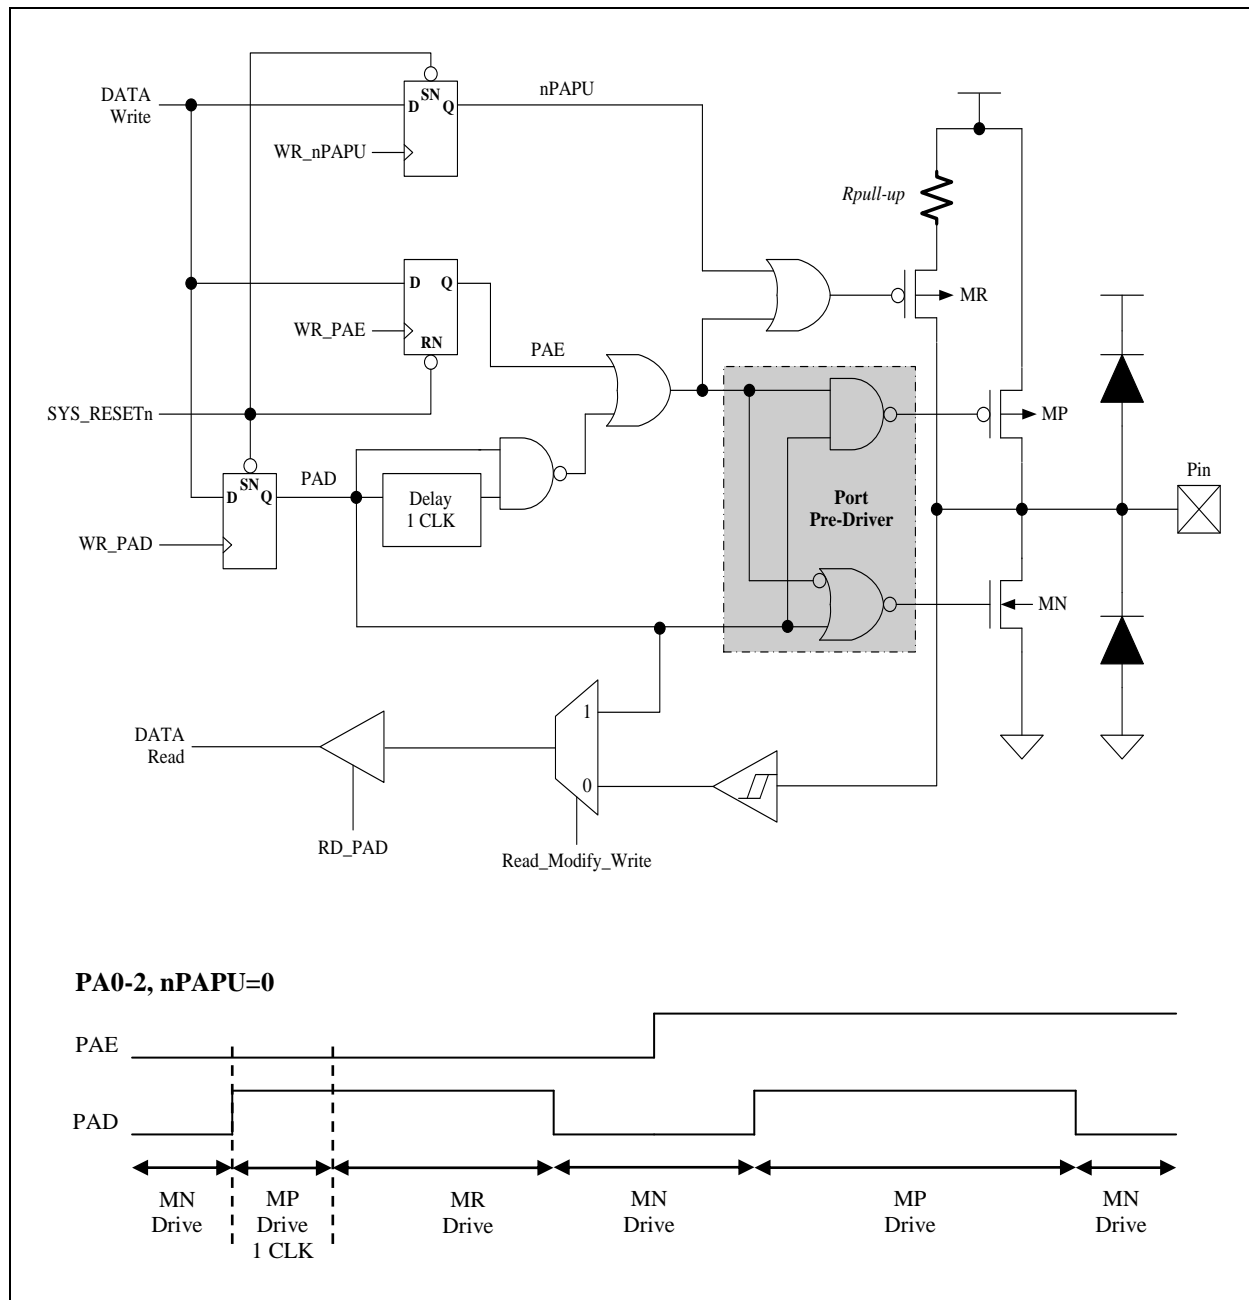 DATA
Write
SN
D
Q
nPAPU
WR_nPAPU
Rpull-up
D
Q
MR
WR_PAE
RN
PAE
SYS_RESETn
MP
SN
D
Q
PAD
Delay
1 CLK
Port
Pre-Driver
Pin
WR_PAD
MN
1
DATA
Read
0
RD_PAD
Read_Modify_Write
PA0-2, nPAPU=0
PAE
PAD
MN
Drive
MP
Drive
1 CLK
MR
Drive
MN
Drive
MP
Drive
MN
Drive